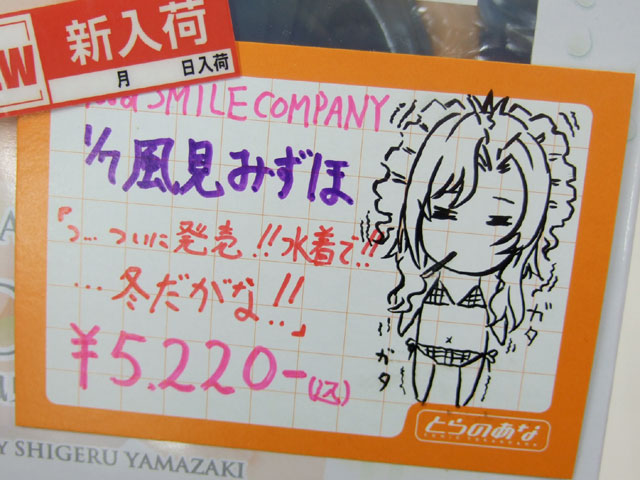 W
新入荷
月 日入荷
SMILE COMPANY
1/7 風見みずほ
「つ…ついに発売!!水着で!!
…冬だがな!!…」
¥5.220-(税)
ガタ
ガタ
とらのあな
Y SHIGERU YAMAZAKI